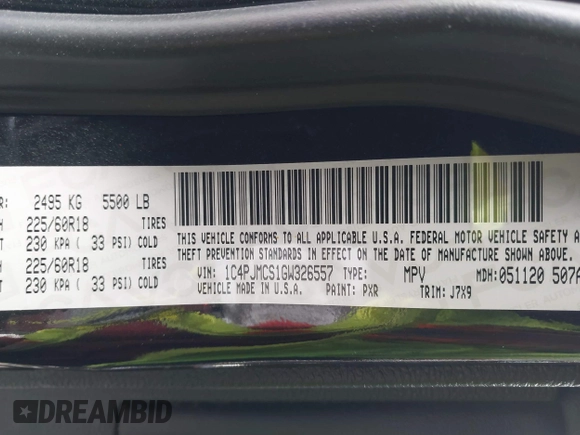 R: 2495 KG 5500 LB
H 225/60R18 TIRES
T 230 KPA ( 33 PSI) COLD
225/60R18 TIRES
T 230 KPA ( 33 PSI) COLD
THIS VEHICLE CONFORMS TO ALL APPLICABLE U.S.A. FEDERAL MOTOR VEHICLE SAFETY A
THEFT PREVENTION STANDARDS IN EFFECT ON THE DATE OF MANUFACTURE SHOWN ABOVE.
VIN: 1C4PJMCS1GW326557 TYPE: MPV MDH: 051120 507A
VEHICLE MADE IN U.S.A. PAINT: PXR TRIM: J7X9
DREAMBID